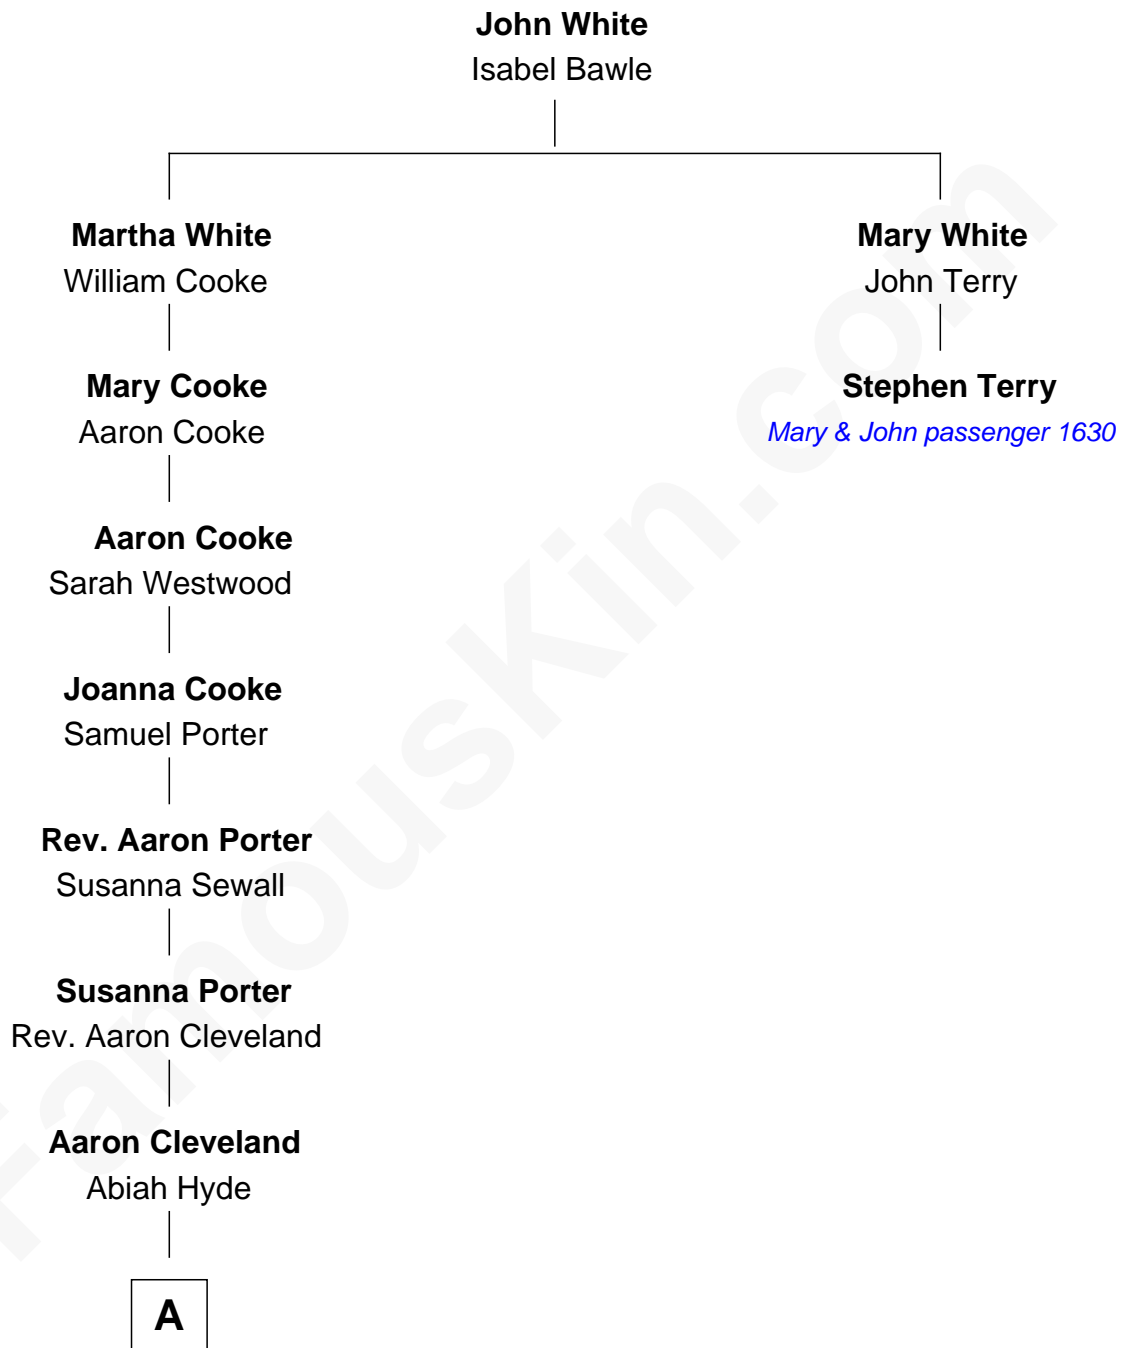 John White
Isabel Bawle
Martha White
William Cooke
Mary White
John Terry
Mary Cooke
Aaron Cooke
Stephen Terry
Mary & John passenger 1630
Aaron Cooke
Sarah Westwood
Joanna Cooke
Samuel Porter
Rev. Aaron Porter
Susanna Sewall
Susanna Porter
Rev. Aaron Cleveland
Aaron Cleveland
Abiah Hyde
A
FamousKin.com